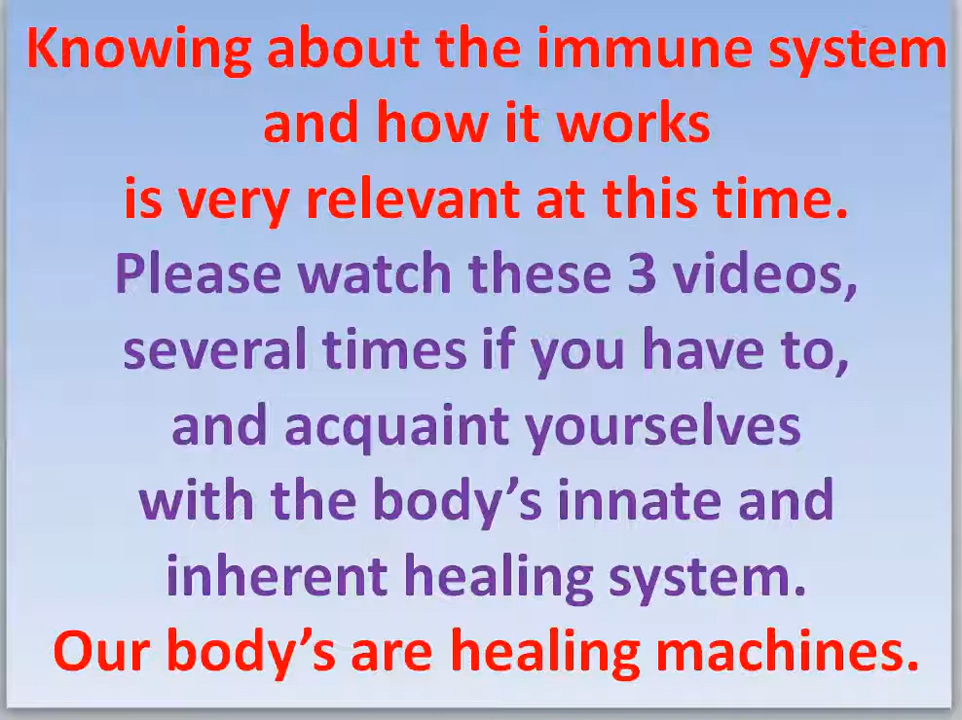 Knowing about the immune system
and how it works
is very relevant at this time.
Please watch these 3 videos,
several times if you have to,
and acquaint yourselves
with the body’s innate and
inherent healing system.
Our body’s are healing machines.